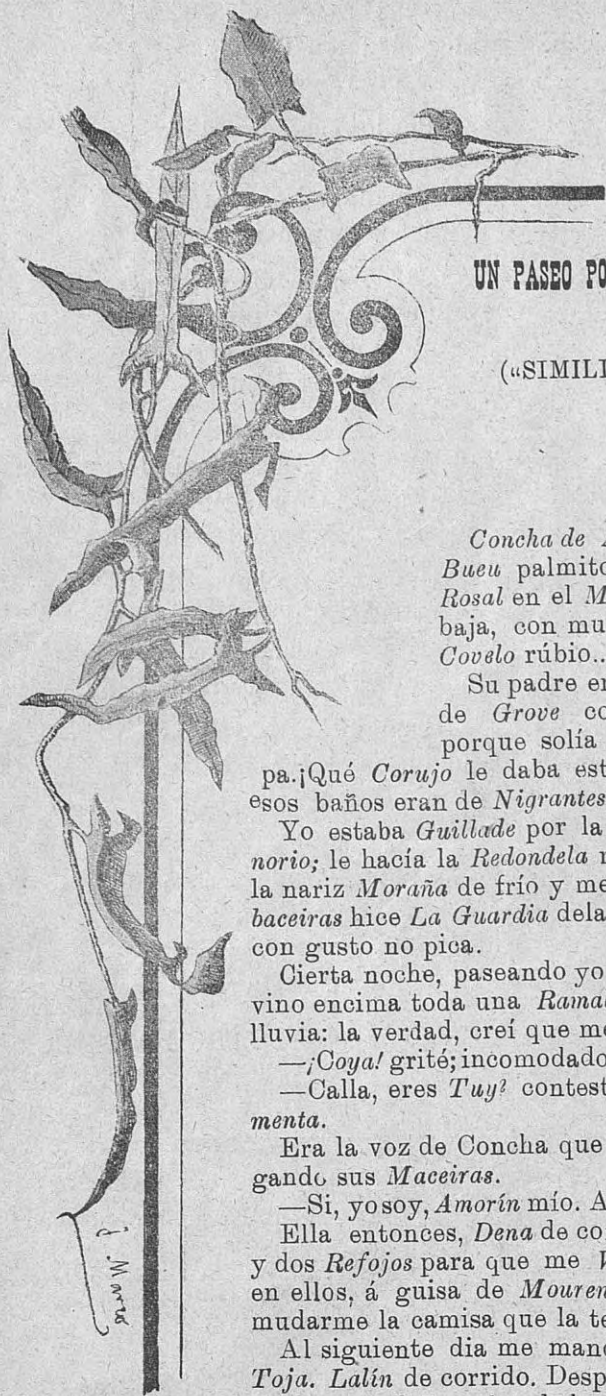 UN PASEO PO
(“SIMILI
Concha de
Bueu palmito
Rosal en el M
baja, con mu
Covelo rúbio..
Su padre er
de Grove co
porque solía
pa.¡Qué Corujo le daba est
esos baños eran de Nigrantes
Yo estaba Guillade por la
norio; le hacía la Redondela
la nariz Moraña de frío y me
baceiras hice La Guardia dela
con gusto no pica.
Cierta noche, paseando yo
vino encima toda una Rama
lluvia: la verdad, creí que me
—¡Coya! grité; incomodado
—Calla, eres Tuy? contest
menta.
Era la voz de Concha que
gando sus Maceiras.
—Si, yo soy, Amorín mío. A
Ella entonces, Dena de co
y dos Refojos para que me
en ellos, á guisa de Mouren
mudarme la camisa que la te
Al siguiente dia me mand
Toja. Lalín de corrido. Desp